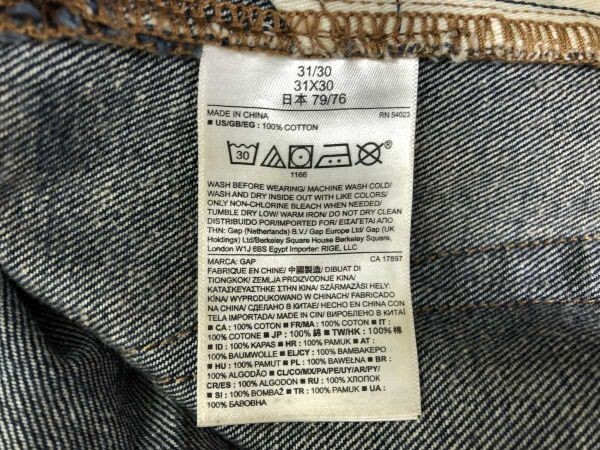 31/30
31X30
日本 79/76
MADE IN CHINA RN 54023
■ US/GB/EG : 100% COTTON
30
1166
WASH BEFORE WEARING/ MACHINE WASH COLD/
WASH AND DRY INSIDE OUT WITH LIKE COLORS/
ONLY NON-CHLORINE BLEACH WHEN NEEDED/
TUMBLE DRY LOW/ WARM IRON/ DO NOT DRY CLEAN
DISTRIBUIDO POR/IMPORTED FOR/ ΕΙΣΑΓΕΤΑΙ ΑΠΟ
THN: Gap (Netherlands) B.V./ Gap Europe Ltd/ Gap (UK
Holdings) Ltd/Berkeley Square House Berkeley Square,
London W1J 6BS Egypt Importer: RIGE, LLC
MARCA: GAP CA 17897
FABRIQUE EN CHINE/ 中國製造/ DIBUAT DI
TIONGKOK/ ZEMLJA PROIZVODNJE KINA/
ΚΑΤΑΣΚΕΥΑΣΤΗΚΕ ΣΤΗΝ ΚΙΝΑ/ SZÁRMAZÁSI HELY:
KÍNA/ WYPRODUKOWANO W CHINACH/ FABRICADO
NA CHINA/ СДЕЛАНО В КИТАЕ/ HECHO EN CHINA CON
TELA IMPORTADA/ MADE IN CIN/ ВИРОБЛЕНО В КИТАЇ
■ CA : 100% COTON ■ FR/MA : 100% COTON ■ IT :
100% COTONE ■ JP : 100% 綿 ■ TW/HK : 100% 棉
■ ID : 100% KAPAS ■ HR : 100% PAMUK ■ AT :
100% BAUMWOLLE ■ EL/CY : 100% ΒΑΜΒΑΚΕΡΟ
■ HU : 100% PAMUT ■ PL : 100% BAWEŁNA ■ BR :
100% ALGODÃO ■ CL/CO/MX/PA/PE/UY/AR/PY/
CR/ES : 100% ALGODON ■ RU : 100% ХЛОПОК
■ SI : 100% BOMBAŽ ■ TR : 100% PAMUK ■ UA :
100% БАВОВНА